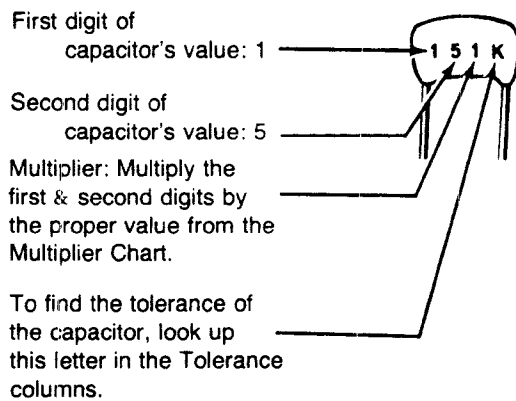 First digit of
capacitor's value: 1
1 5 1 K
Second digit of
capacitor's value: 5
Multiplier: Multiply the
first & second digits by
the proper value from the
Multiplier Chart.
To find the tolerance of
the capacitor, look up
this letter in the Tolerance
columns.